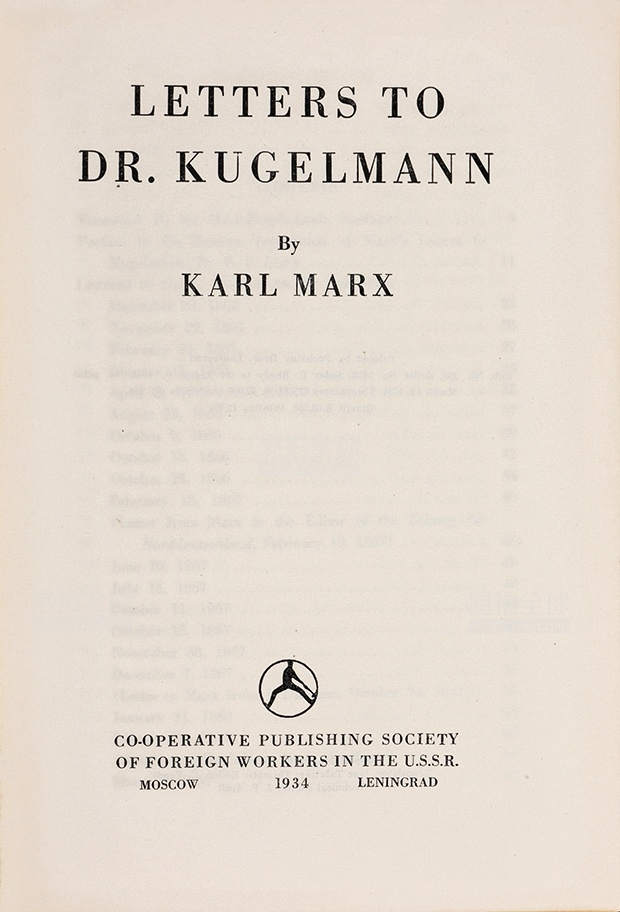 LETTERS TO
DR. KUGELMANN
By
KARL MARX
CO-OPERATIVE PUBLISHING SOCIETY
OF FOREIGN WORKERS IN THE U.S.S.R.
MOSCOW 1934 LENINGRAD